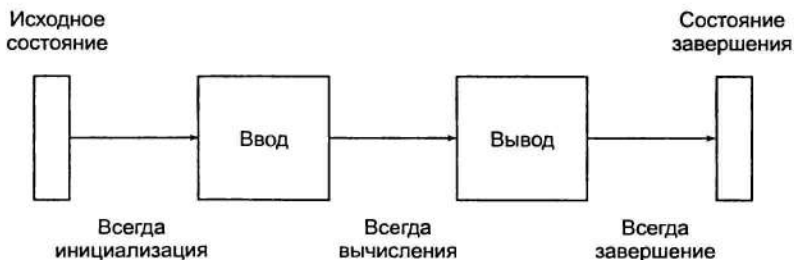 Исходное
состояние
Состояние
завершения
Ввод
Вывод
Всегда
инициализация
Всегда
вычисления
Всегда
завершение